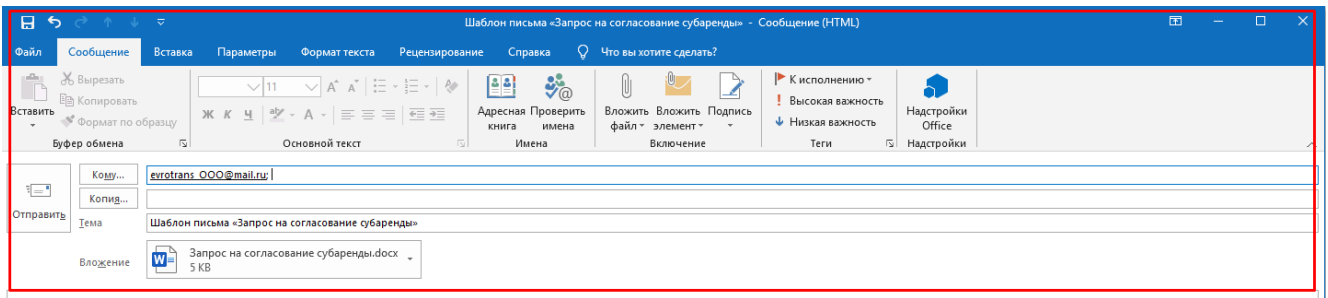 Шаблон письма «Запрос на согласование субаренды» - Сообщение (HTML)
Файл Сообщение Вставка Параметры Формат текста Рецензирование Справка Что вы хотите сделать?
Вставить
Вырезать
Копировать
Формат по образцу
Буфер обмена
11
Ж К Ч
Основной текст
Адресная книга
Проверить имена
Имена
Вложить файл
Вложить элемент
Подпись
Включение
К исполнению
Высокая важность
Низкая важность
Теги
Надстройки Office
Надстройки
Отправить
Кому... evrotrans_OOO@mail.ru;
Копия...
Тема Шаблон письма «Запрос на согласование субаренды»
Вложение Запрос на согласование субаренды.docx
5 KB